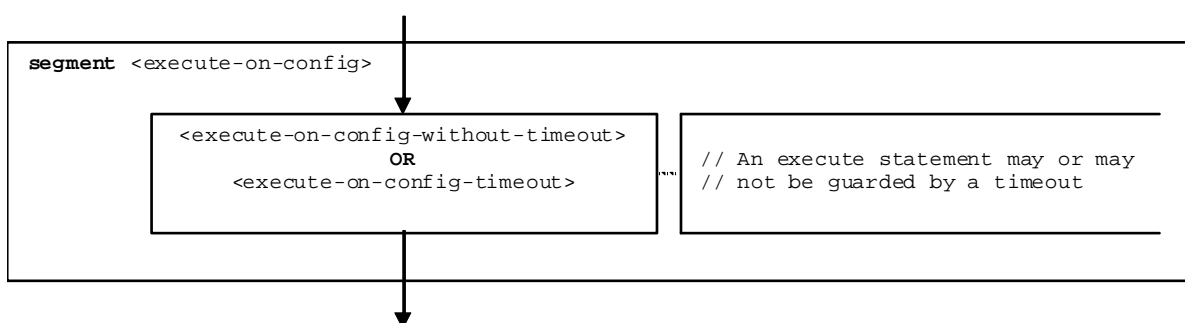 segment <execute-on-config>
<execute-on-config-without-timeout>
OR
<execute-on-config-timeout>
// An execute statement may or may
// not be guarded by a timeout